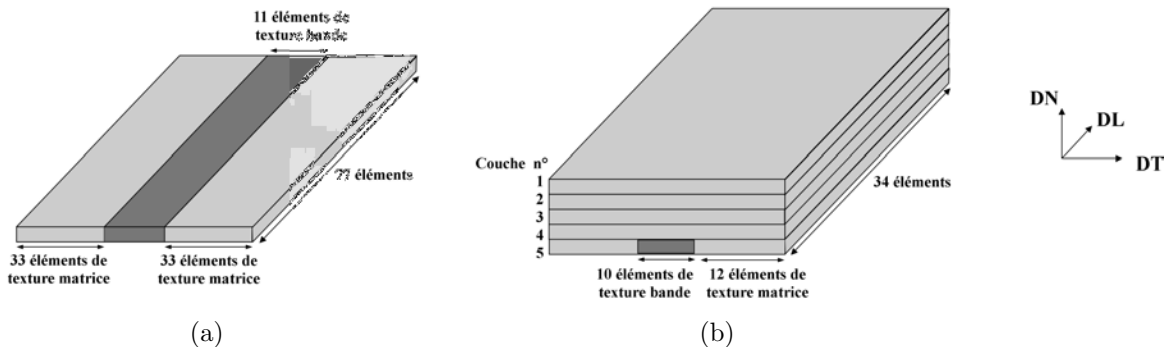 11 éléments de
texture bande
77 éléments
33 éléments de
texture matrice
33 éléments de
texture matrice
(a)
Couche n°
1
2
3
4
5
34 éléments
10 éléments de
texture bande
12 éléments de
texture matrice
(b)
DN
DL
DT